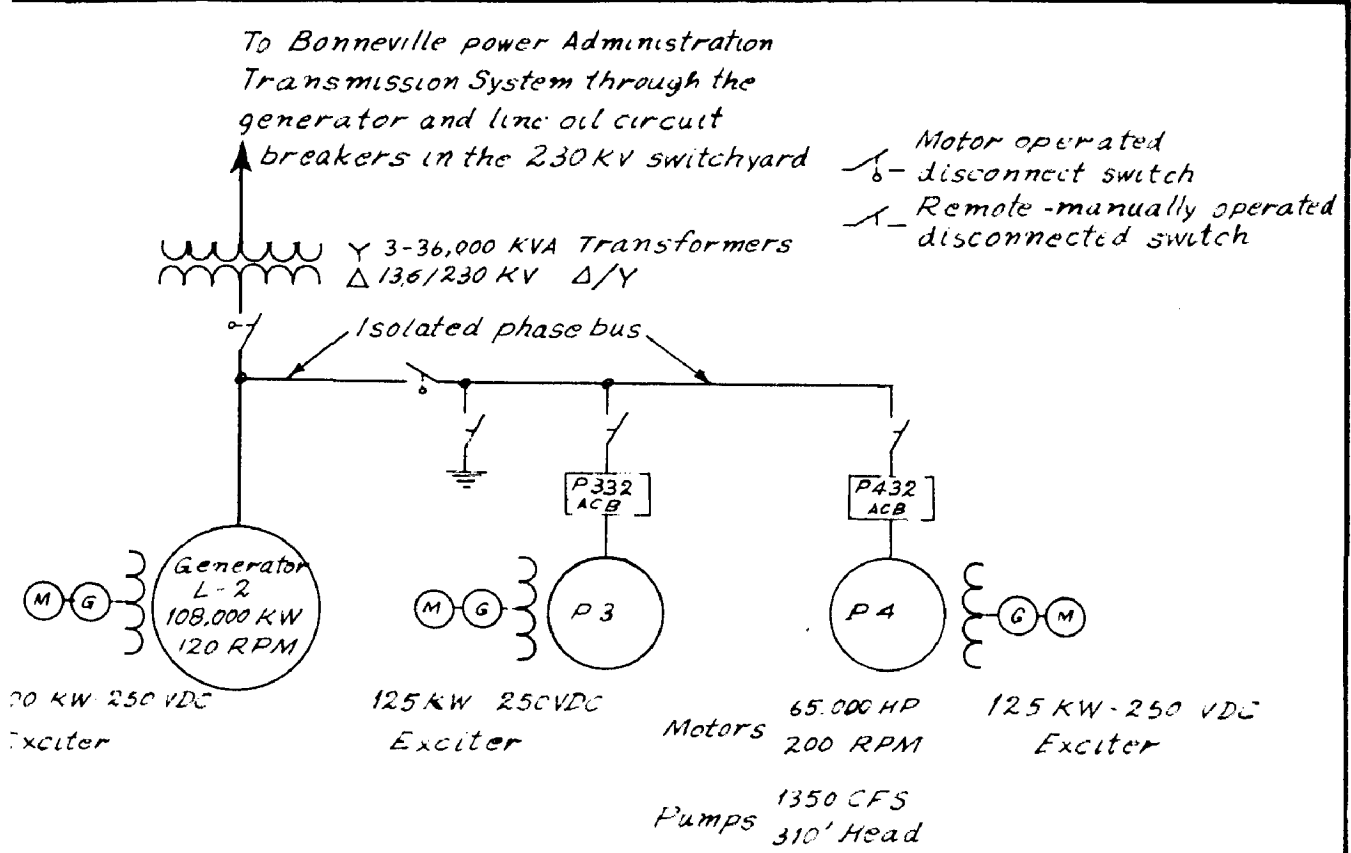 To Bonneville power Administration
Transmission System through the
generator and line oil circuit
breakers in the 230 KV switchyard
Motor operated
disconnect switch
Remote-manually operated
disconnected switch
Y 3-36,000 KVA Transformers
Δ 13.6/230 KV Δ/Y
Isolated phase bus
P332
ACB
P432
ACB
Generator
L-2
108,000 KW
120 RPM
M G
M G
P3
P4
G M
00 KW-250 VDC
Exciter
125 KW 250VDC
Exciter
Motors
65.000 HP
200 RPM
125 KW-250 VDC
Exciter
Pumps
1350 CFS
310' Head